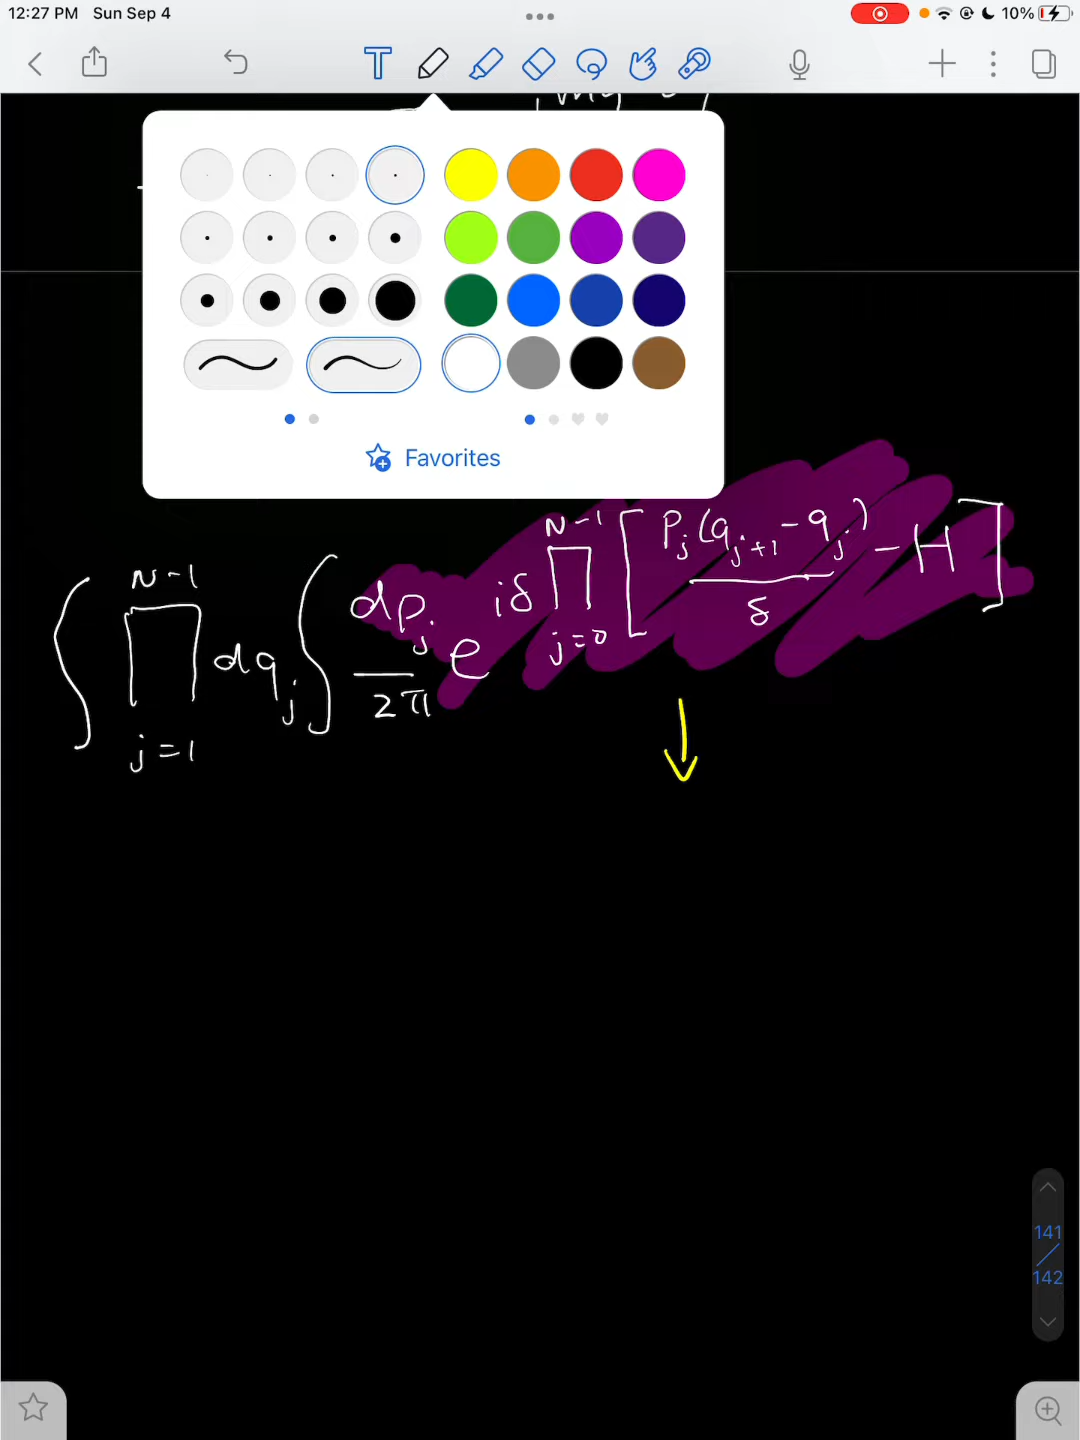 12:27 PM Sun Sep 4
10%
T
Favorites
∫ ∏_{j=1}^{N-1} dq_j ∫ dp_j/2π e^{iδ ∏_{j=0}^{N-1} [p_j(q_{j+1} - q_j)/δ - H]}
↓
141
142